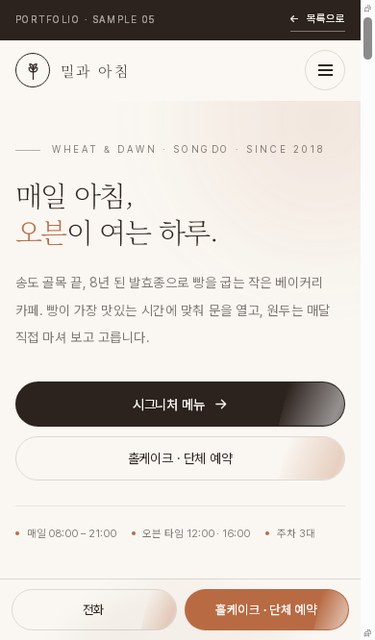 PORTFOLIO · SAMPLE 05
← 목록으로
밀과 아침
WHEAT & DAWN · SONGDO · SINCE 2018
매일 아침,
오븐이 여는 하루.
송도 골목 끝, 8년 된 발효종으로 빵을 굽는 작은 베이커리
카페. 빵이 가장 맛있는 시간에 맞춰 문을 열고, 원두는 매달
직접 마셔 보고 고릅니다.
시그니처 메뉴 →
홀케이크 · 단체 예약
• 매일 08:00 – 21:00 • 오븐 타임 12:00 · 16:00 • 주차 3대
전화
홀케이크 · 단체 예약